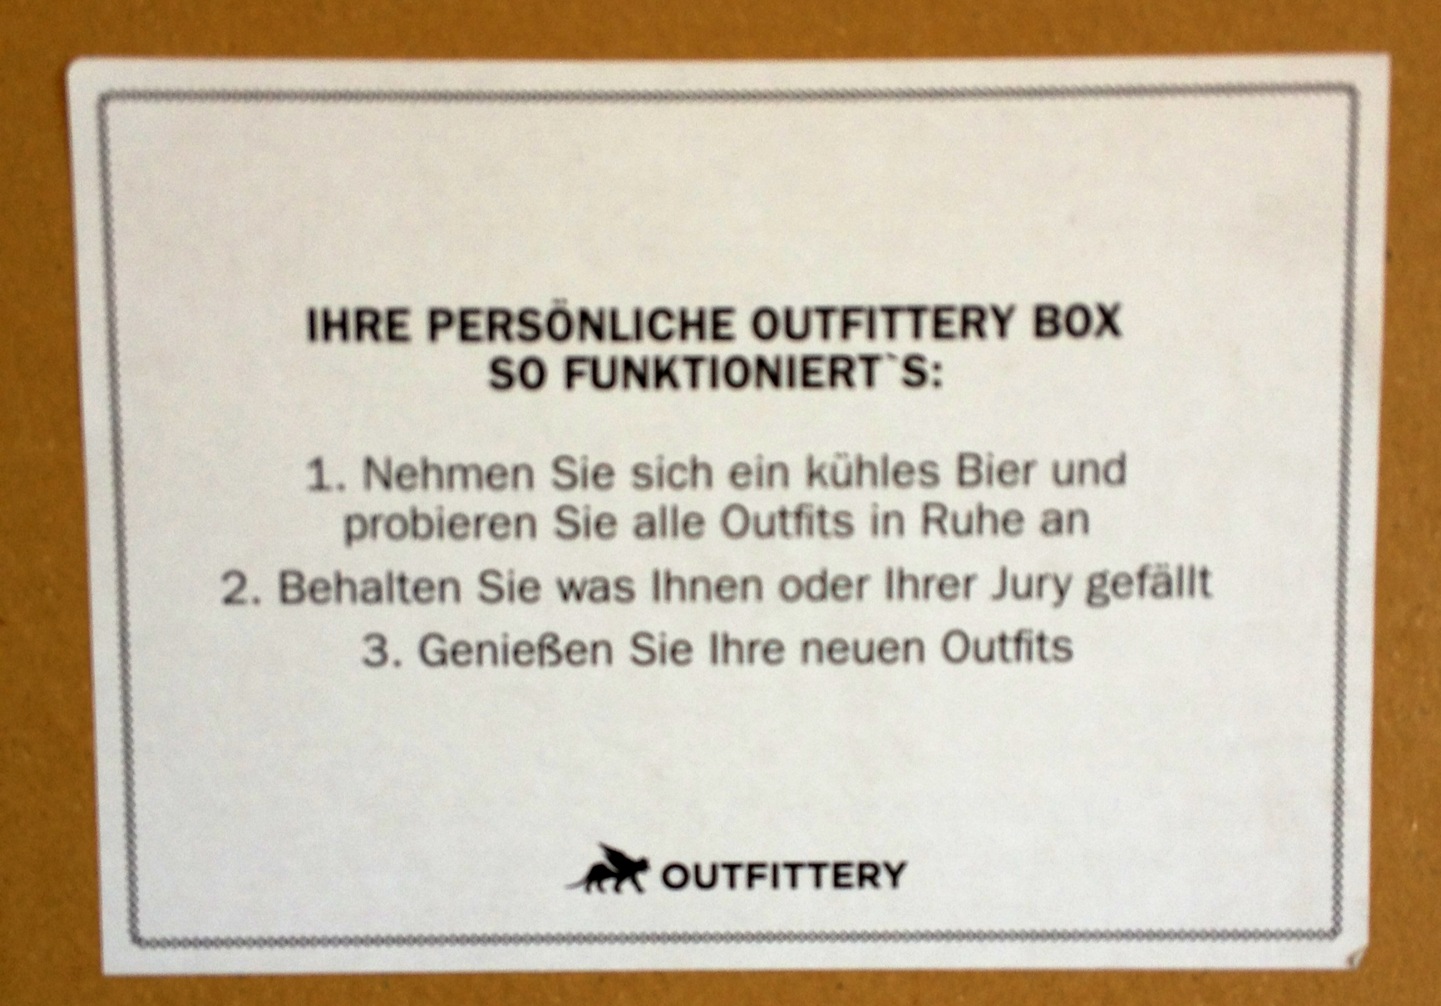 IHRE PERSÖNLICHE OUTFITTERY BOX
SO FUNKTIONIERT`S:
1. Nehmen Sie sich ein kühles Bier und
probieren Sie alle Outfits in Ruhe an
2. Behalten Sie was Ihnen oder Ihrer Jury gefällt
3. Genießen Sie Ihre neuen Outfits
OUTFITTERY